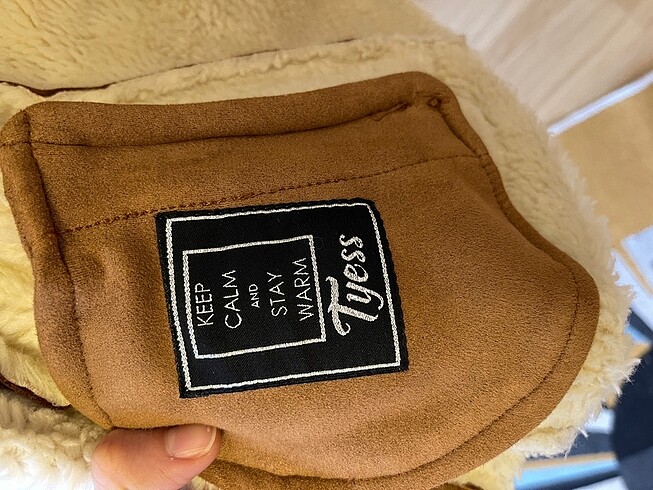 KEEP
CALM
AND
STAY
WARM
Tyess